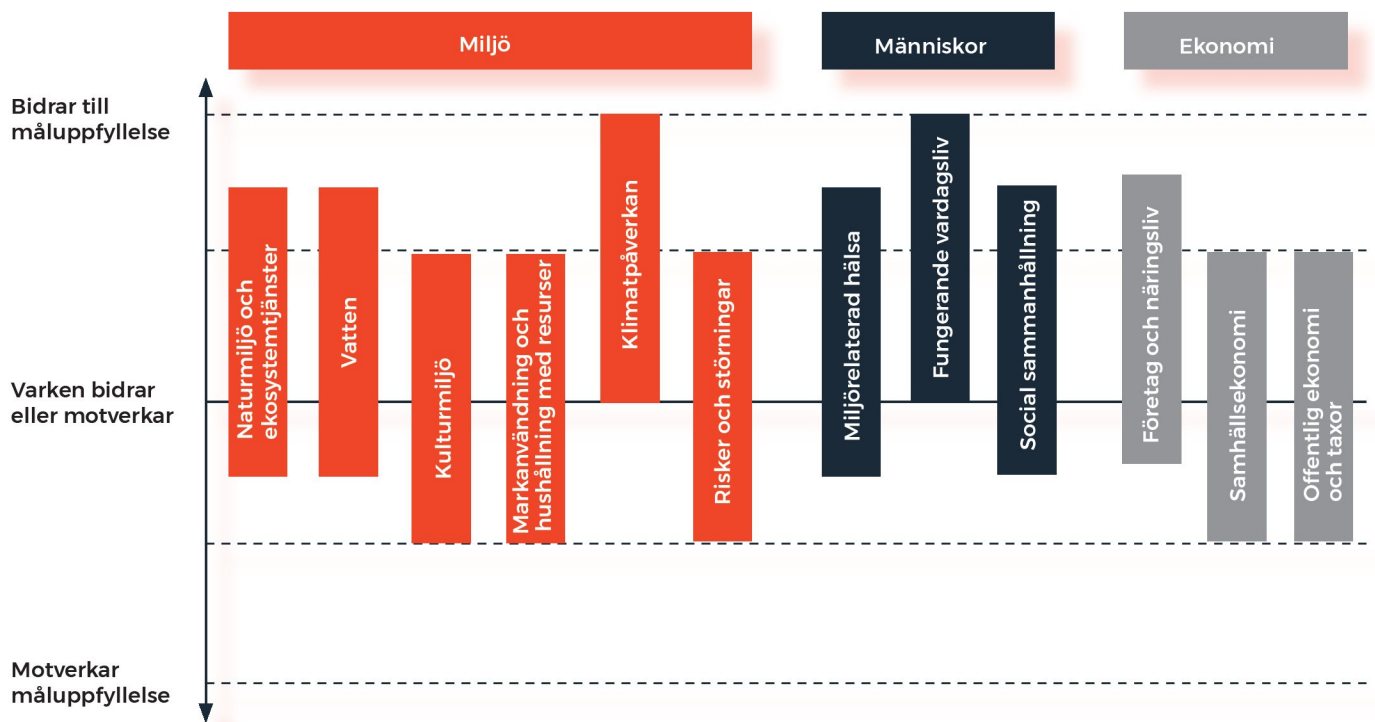 Miljö
Människor
Ekonomi
Bidrar till
måluppfyllelse
Varken bidrar
eller motverkar
Motverkar
måluppfyllelse
Naturmiljö och
ekosystemtjänster
Vatten
Kulturmiljö
Markanvändning och
hushållning med resurser
Klimatpåverkan
Risker och störningar
Miljörelaterad hälsa
Fungerande vardagsliv
Social sammanhållning
Företag och näringsliv
Samhällsekonomi
Offentlig ekonomi
och taxor